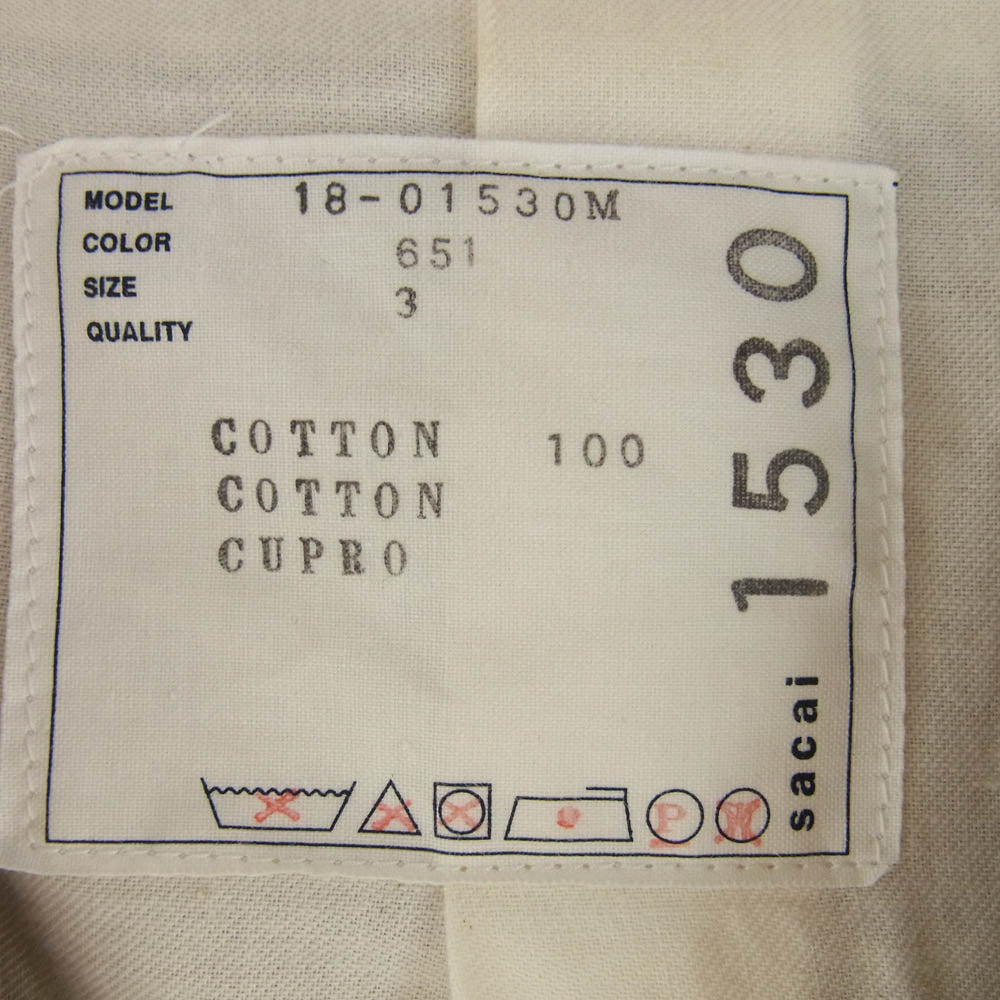 MODEL 18-01530M
COLOR 651
SIZE 3
QUALITY
COTTON 100
COTTON
CUPRO
P
W
sacai 1530